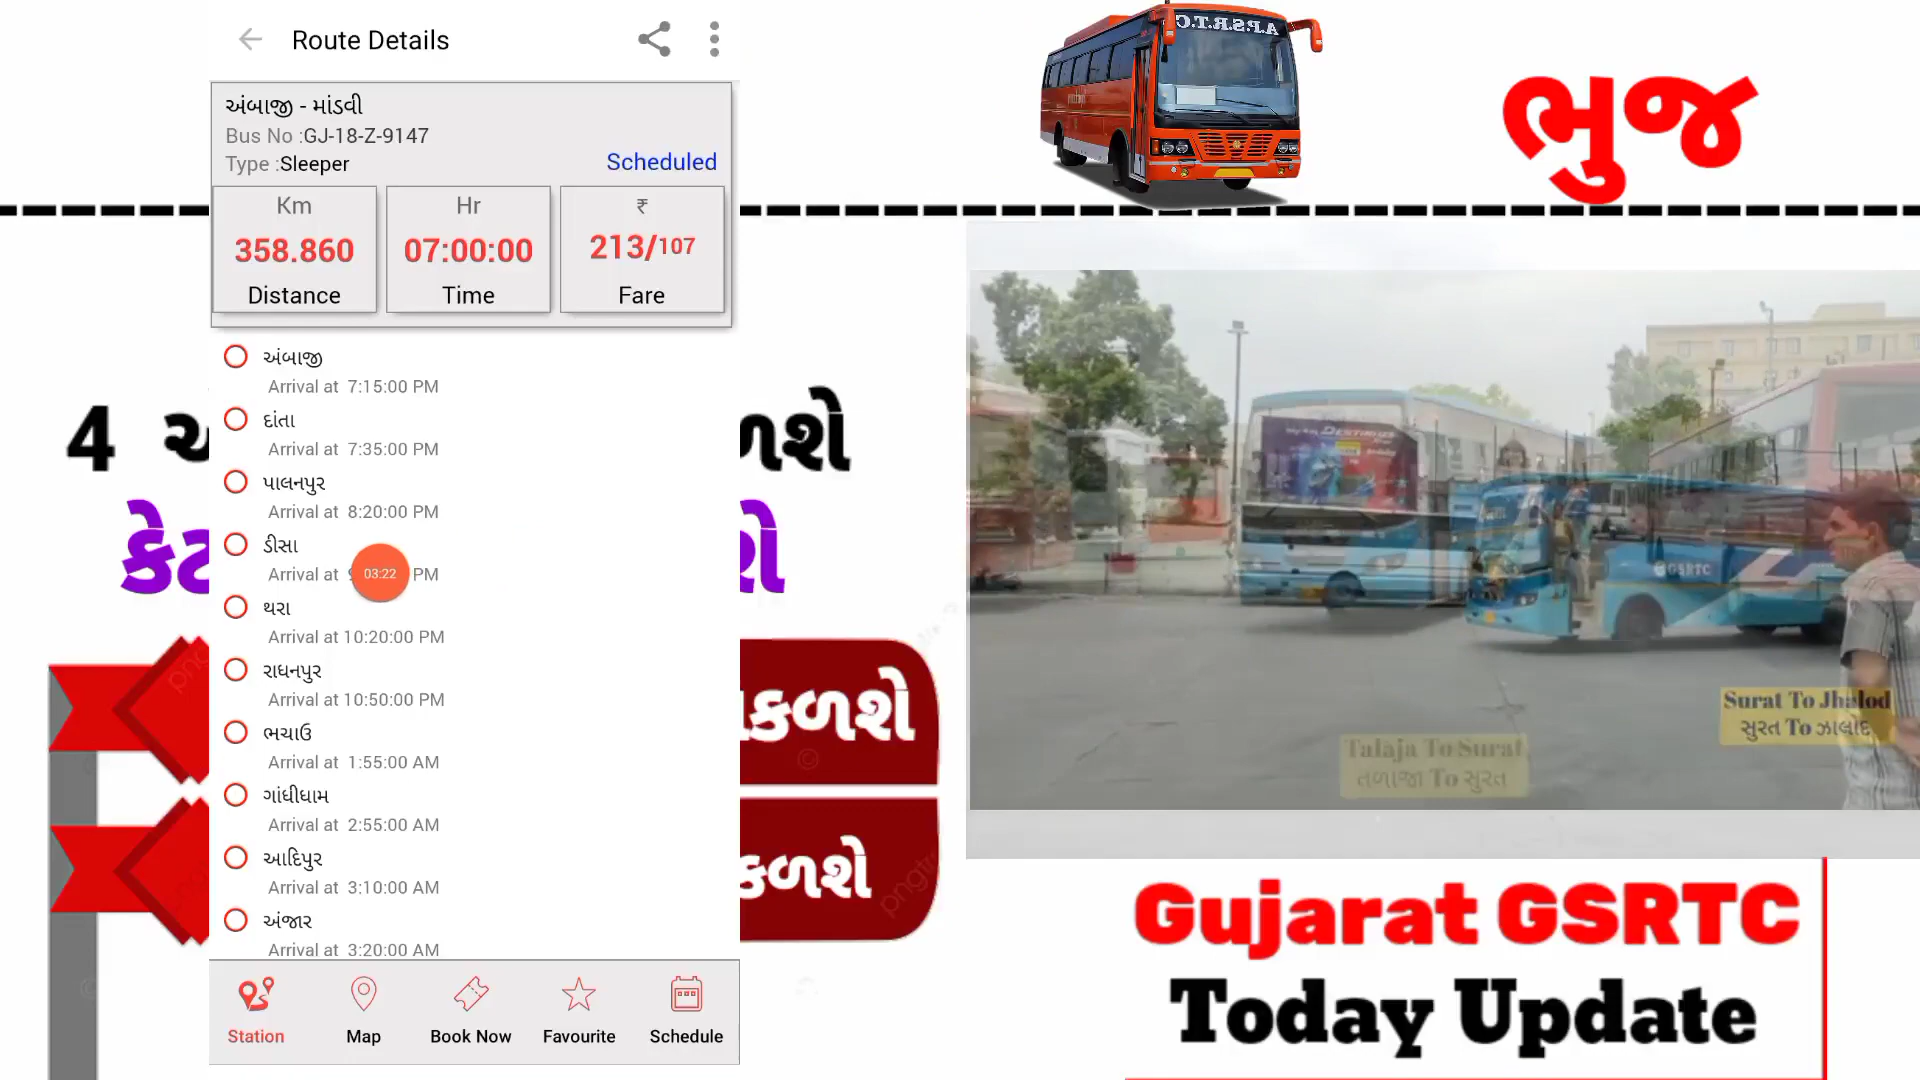 Route Details
અંબાજી - માંડવી
Bus No :GJ-18-Z-9147
Type :Sleeper
Scheduled
Km
358.860
Distance
Hr
07:00:00
Time
₹
213/107
Fare
અંબાજી
Arrival at 7:15:00 PM
દાંતા
Arrival at 7:35:00 PM
પાલનપુર
Arrival at 8:20:00 PM
ડીસા
Arrival at PM
03:22
થરા
Arrival at 10:20:00 PM
રાધનપુર
Arrival at 10:50:00 PM
ભચાઉ
Arrival at 1:55:00 AM
ગાંધીધામ
Arrival at 2:55:00 AM
આદિપુર
Arrival at 3:10:00 AM
અંજાર
Arrival at 3:20:00 AM
Station
Map
Book Now
Favourite
Schedule
4
A.P.S.R.T.C
ભુજ
GSRTC
Surat To Jhalod
સુરત To ઝાલોદ
Talaja To Surat
તળાજા To સુરત
Gujarat GSRTC
Today Update